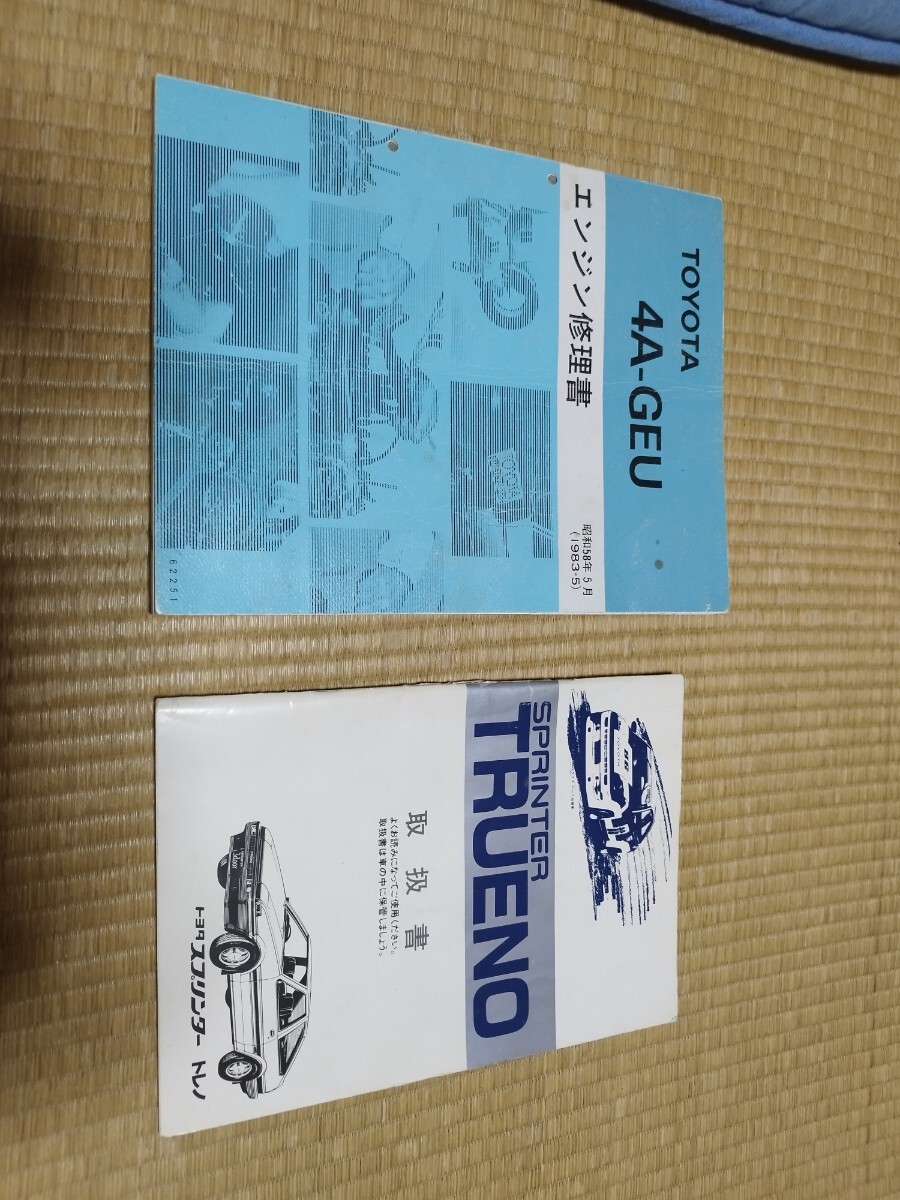 TOYOTA
4A-GEU
エンジン修理書
昭和58年5月
(1983-5)
62251
TOYOTA
SPRINTER
TRUENO
取扱書
よくお読みになってご使用ください。
取扱書は車の中に保管しましょう。
トヨタ スプリンター トレノ